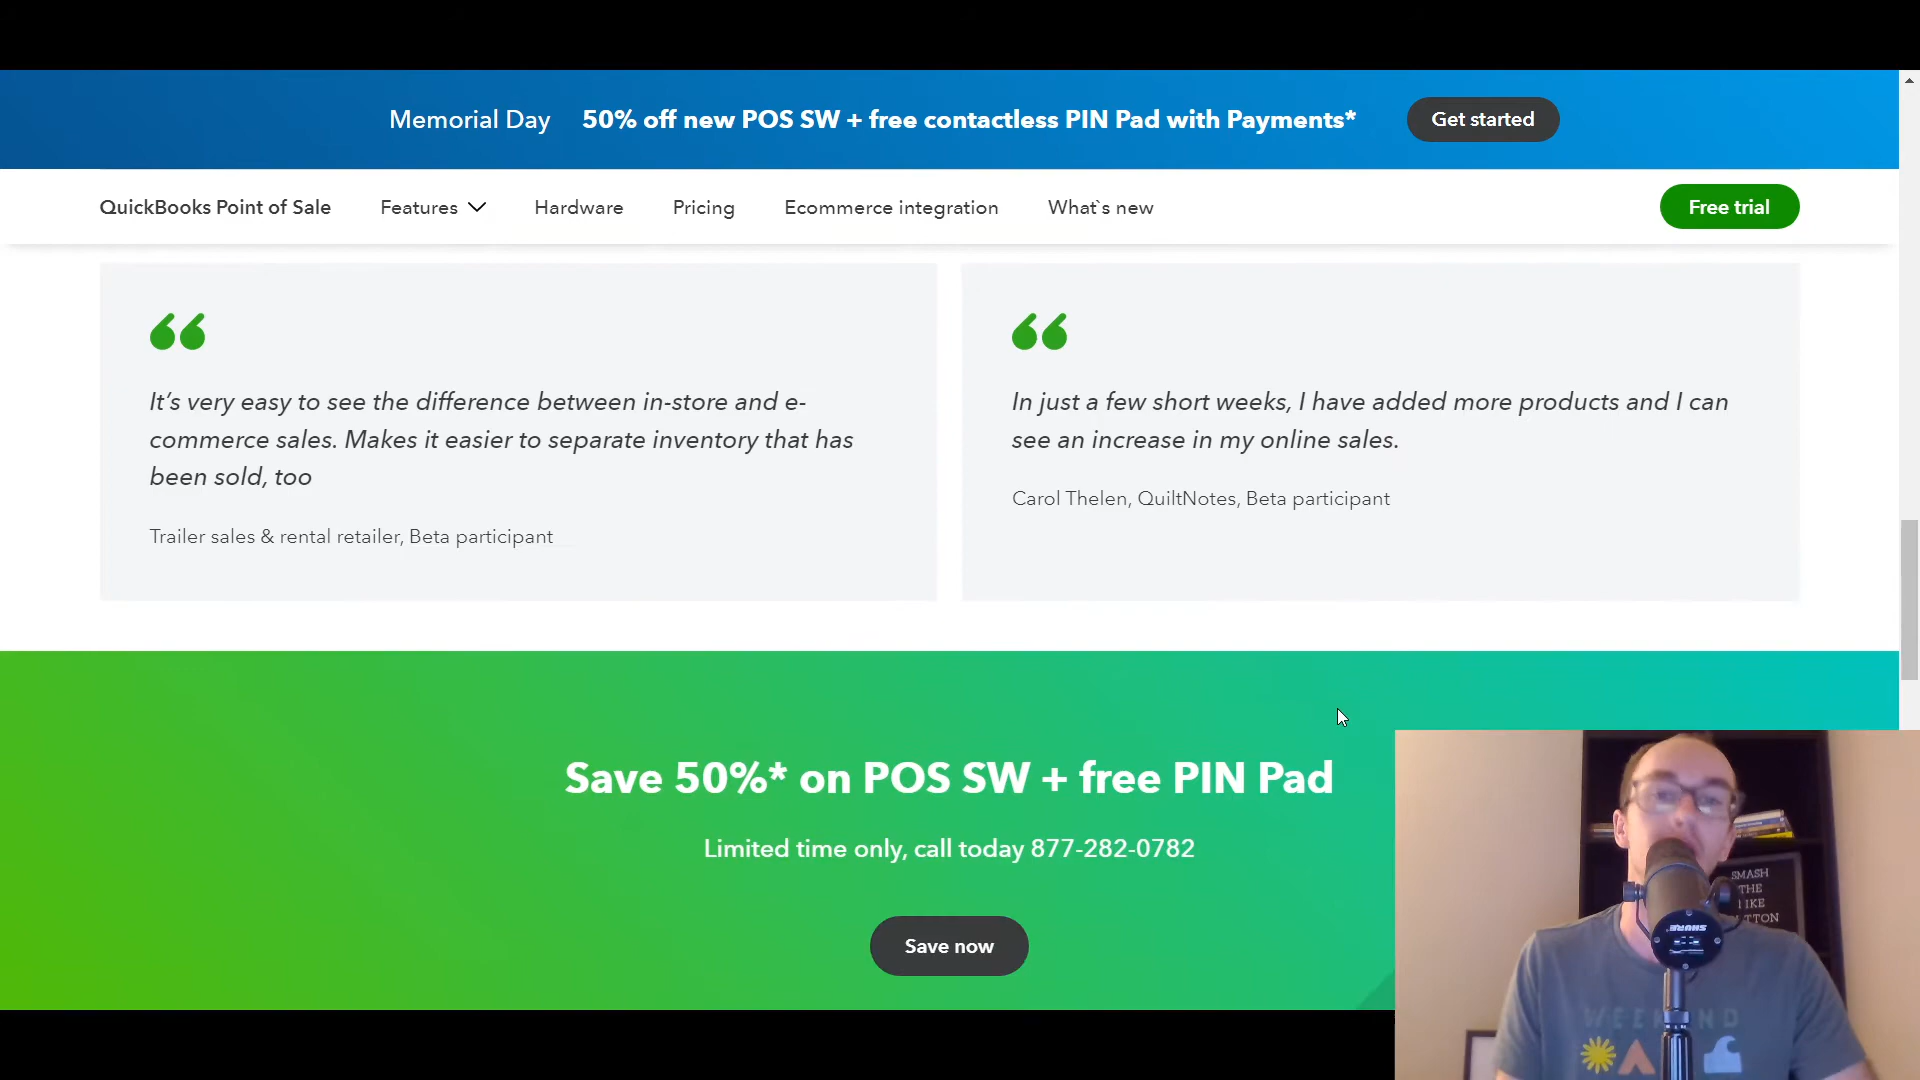 Memorial Day 50% off new POS SW + free contactless PIN Pad with Payments* Get started
QuickBooks Point of Sale Features Hardware Pricing Ecommerce integration What`s new Free trial
It’s very easy to see the difference between in-store and e-
commerce sales. Makes it easier to separate inventory that has
been sold, too
Trailer sales & rental retailer, Beta participant
In just a few short weeks, I have added more products and I can
see an increase in my online sales.
Carol Thelen, QuiltNotes, Beta participant
Save 50%* on POS SW + free PIN Pad
Limited time only, call today 877-282-0782
Save now
SMASH
THE
LIKE
BUTTON
SHURE
WEEKEND